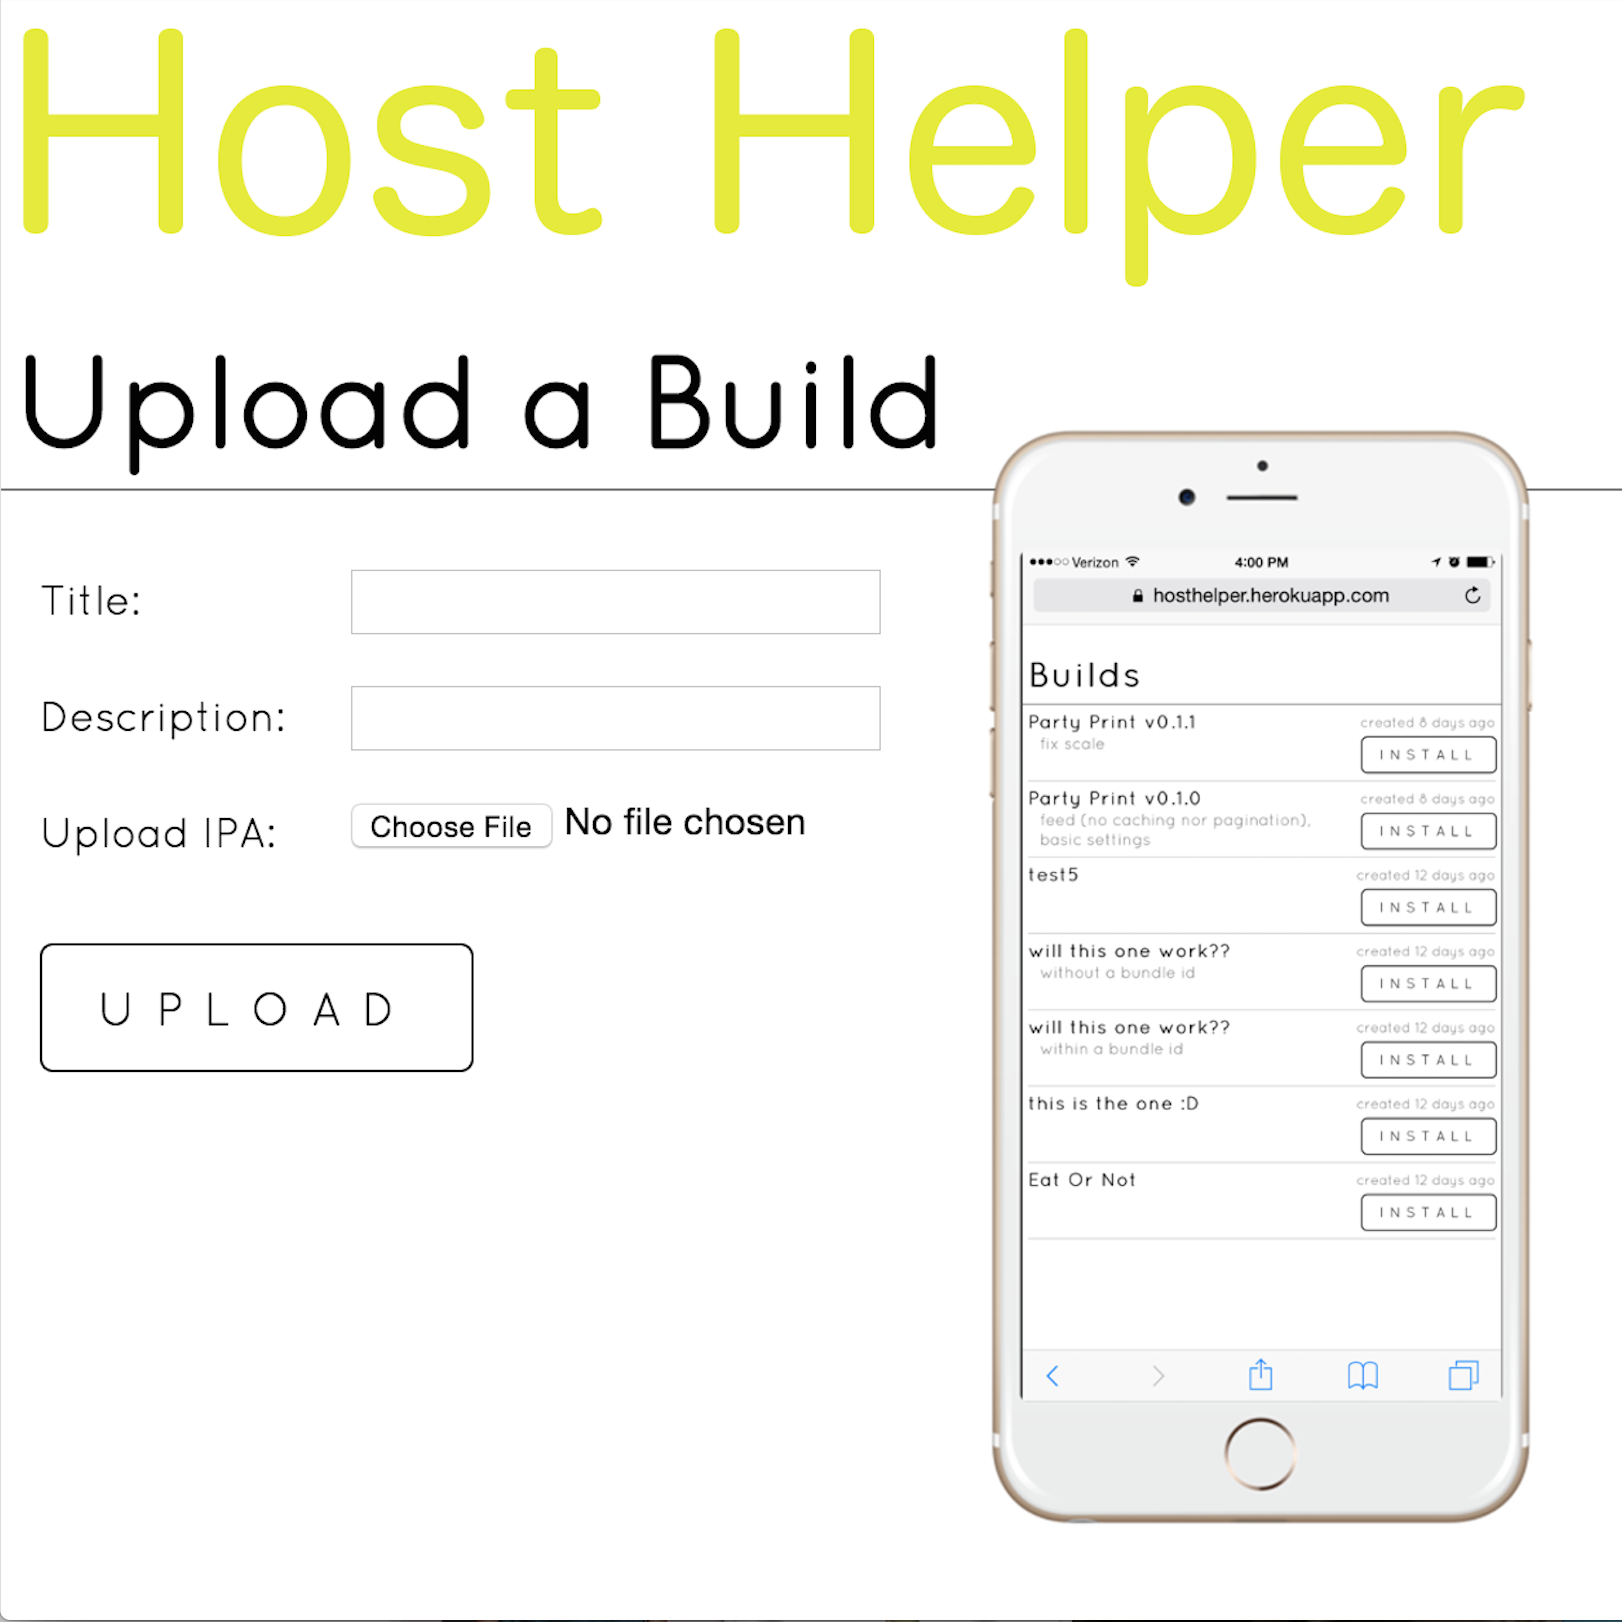 Host Helper
Upload a Build
Title:
Description:
Upload IPA:
Choose File No file chosen
UPLOAD
Verizon 4:00 PM
hosthelper.herokuapp.com
Builds
Party Print v0.1.1 created 8 days ago
fix scale
INSTALL
Party Print v0.1.0 created 8 days ago
feed (no caching nor pagination),
basic settings
INSTALL
test5 created 12 days ago
INSTALL
will this one work?? created 12 days ago
without a bundle id
INSTALL
will this one work?? created 12 days ago
within a bundle id
INSTALL
this is the one :D created 12 days ago
INSTALL
Eat Or Not created 12 days ago
INSTALL